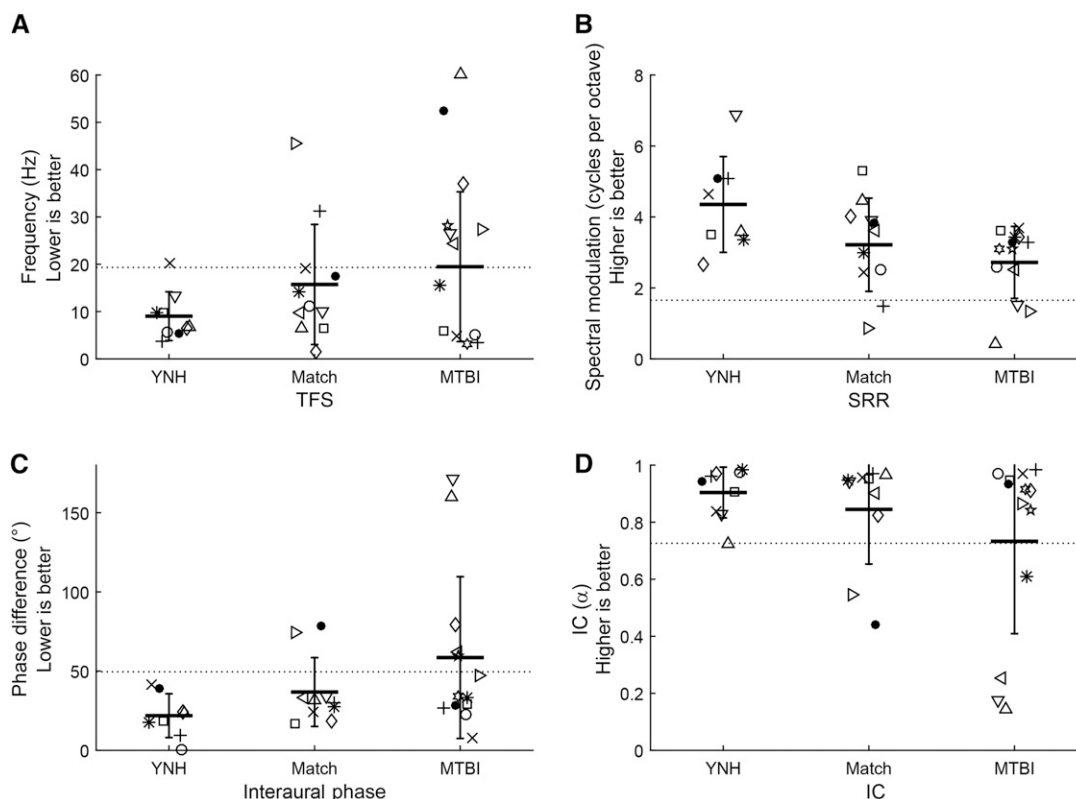 A
Frequency (Hz)
Lower is better
60
50
40
30
20
10
0
YNH Match MTBI
TFS
B
Spectral modulation (cycles per octave)
Higher is better
8
6
4
2
0
YNH Match MTBI
SRR
C
Phase difference (°)
Lower is better
150
100
50
0
YNH Match MTBI
Interaural phase
D
IC (α)
Higher is better
1
0.8
0.6
0.4
0.2
0
YNH Match MTBI
IC